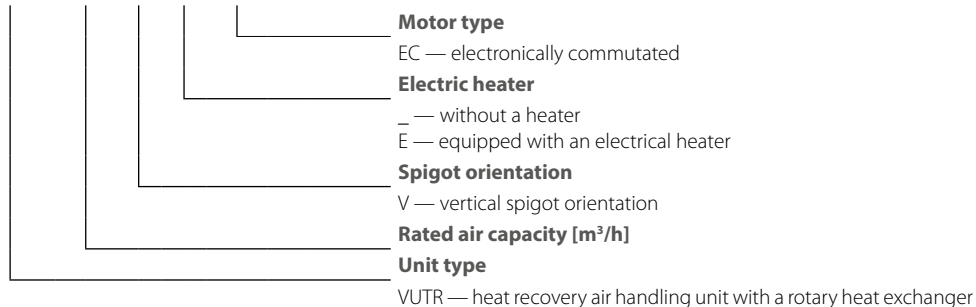 Motor type
EC — electronically commutated
Electric heater
_ — without a heater
E — equipped with an electrical heater
Spigot orientation
V — vertical spigot orientation
Rated air capacity [m³/h]
Unit type
VUTR — heat recovery air handling unit with a rotary heat exchanger